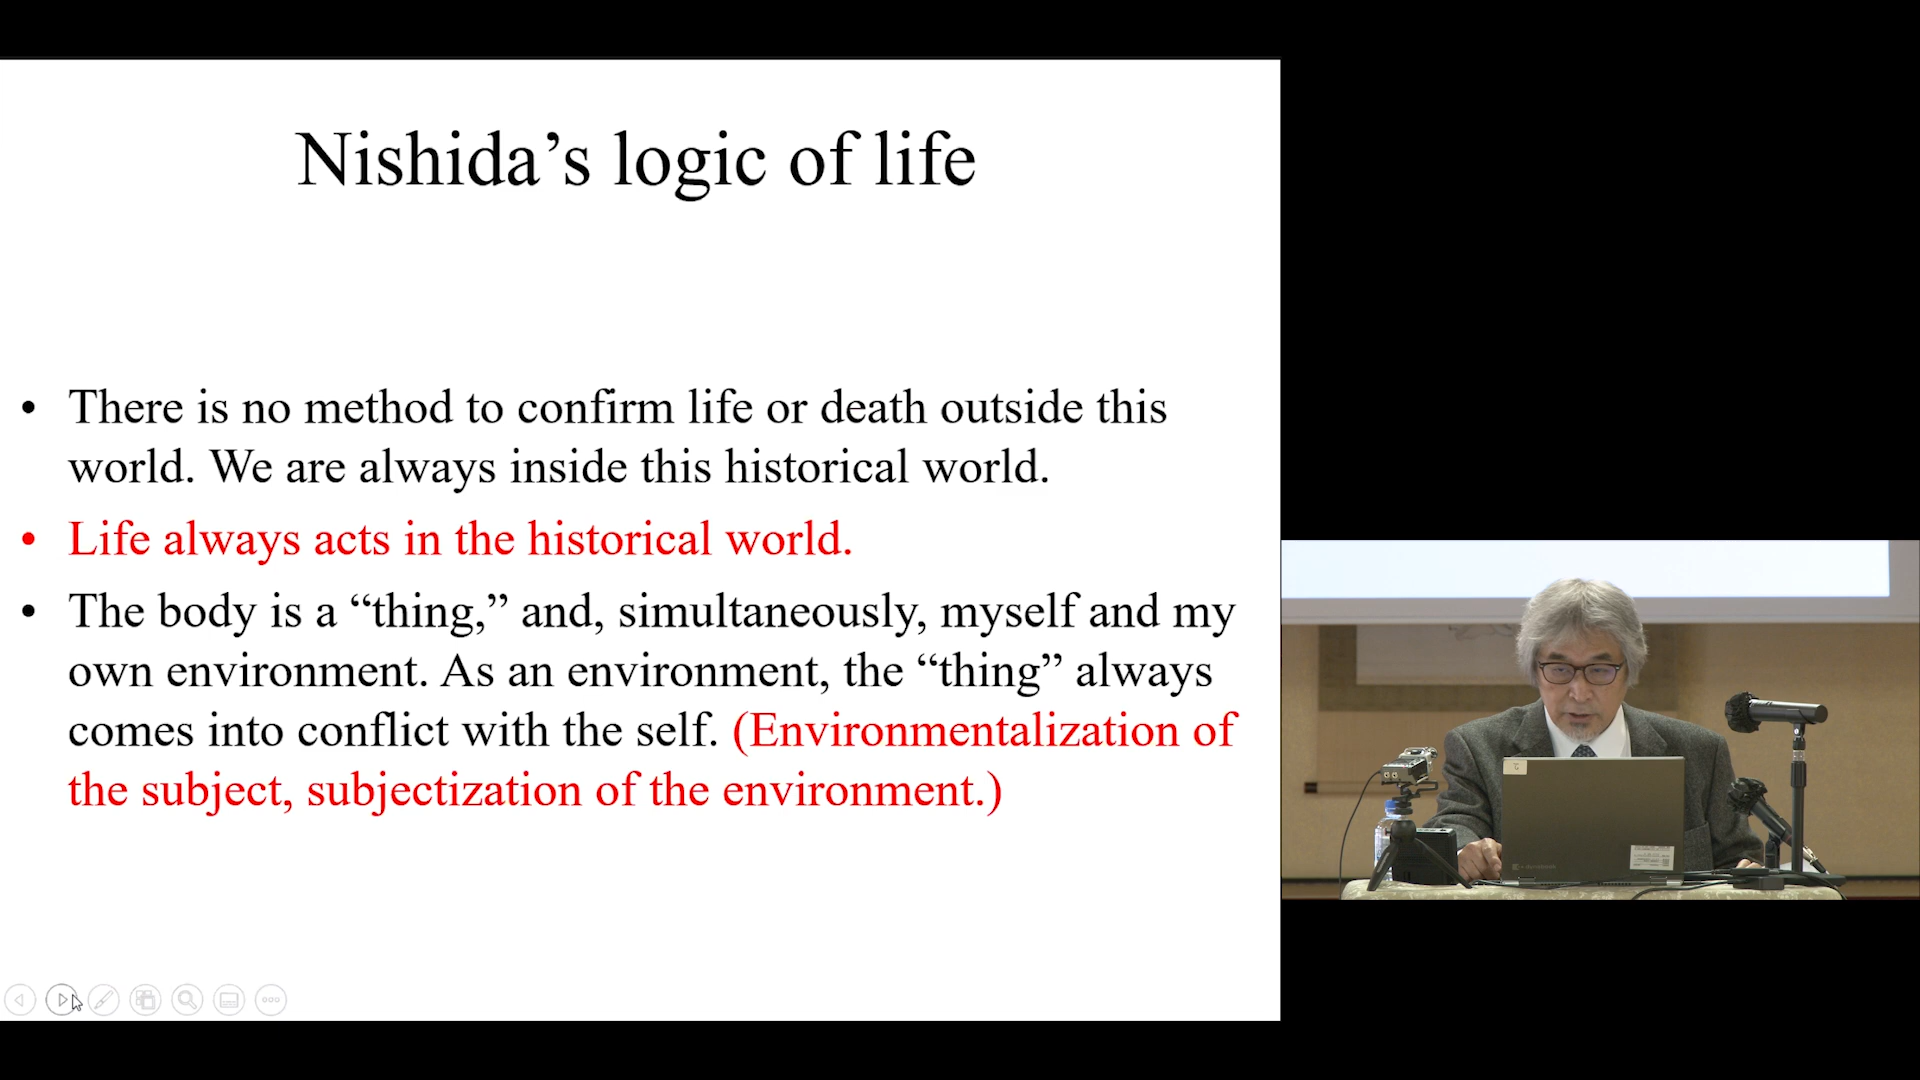 Nishida’s logic of life
• There is no method to confirm life or death outside this
world. We are always inside this historical world.
• Life always acts in the historical world.
• The body is a “thing,” and, simultaneously, myself and my
own environment. As an environment, the “thing” always
comes into conflict with the self. (Environmentalization of
the subject, subjectization of the environment.)